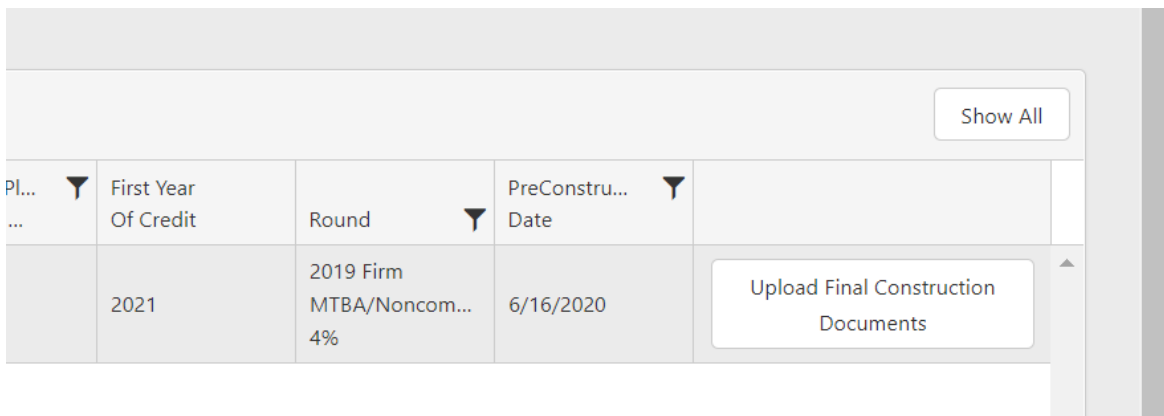 Show All
Pl...
...
First Year
Of Credit
Round
PreConstru...
Date
2021
2019 Firm
MTBA/Noncom...
4%
6/16/2020
Upload Final Construction
Documents